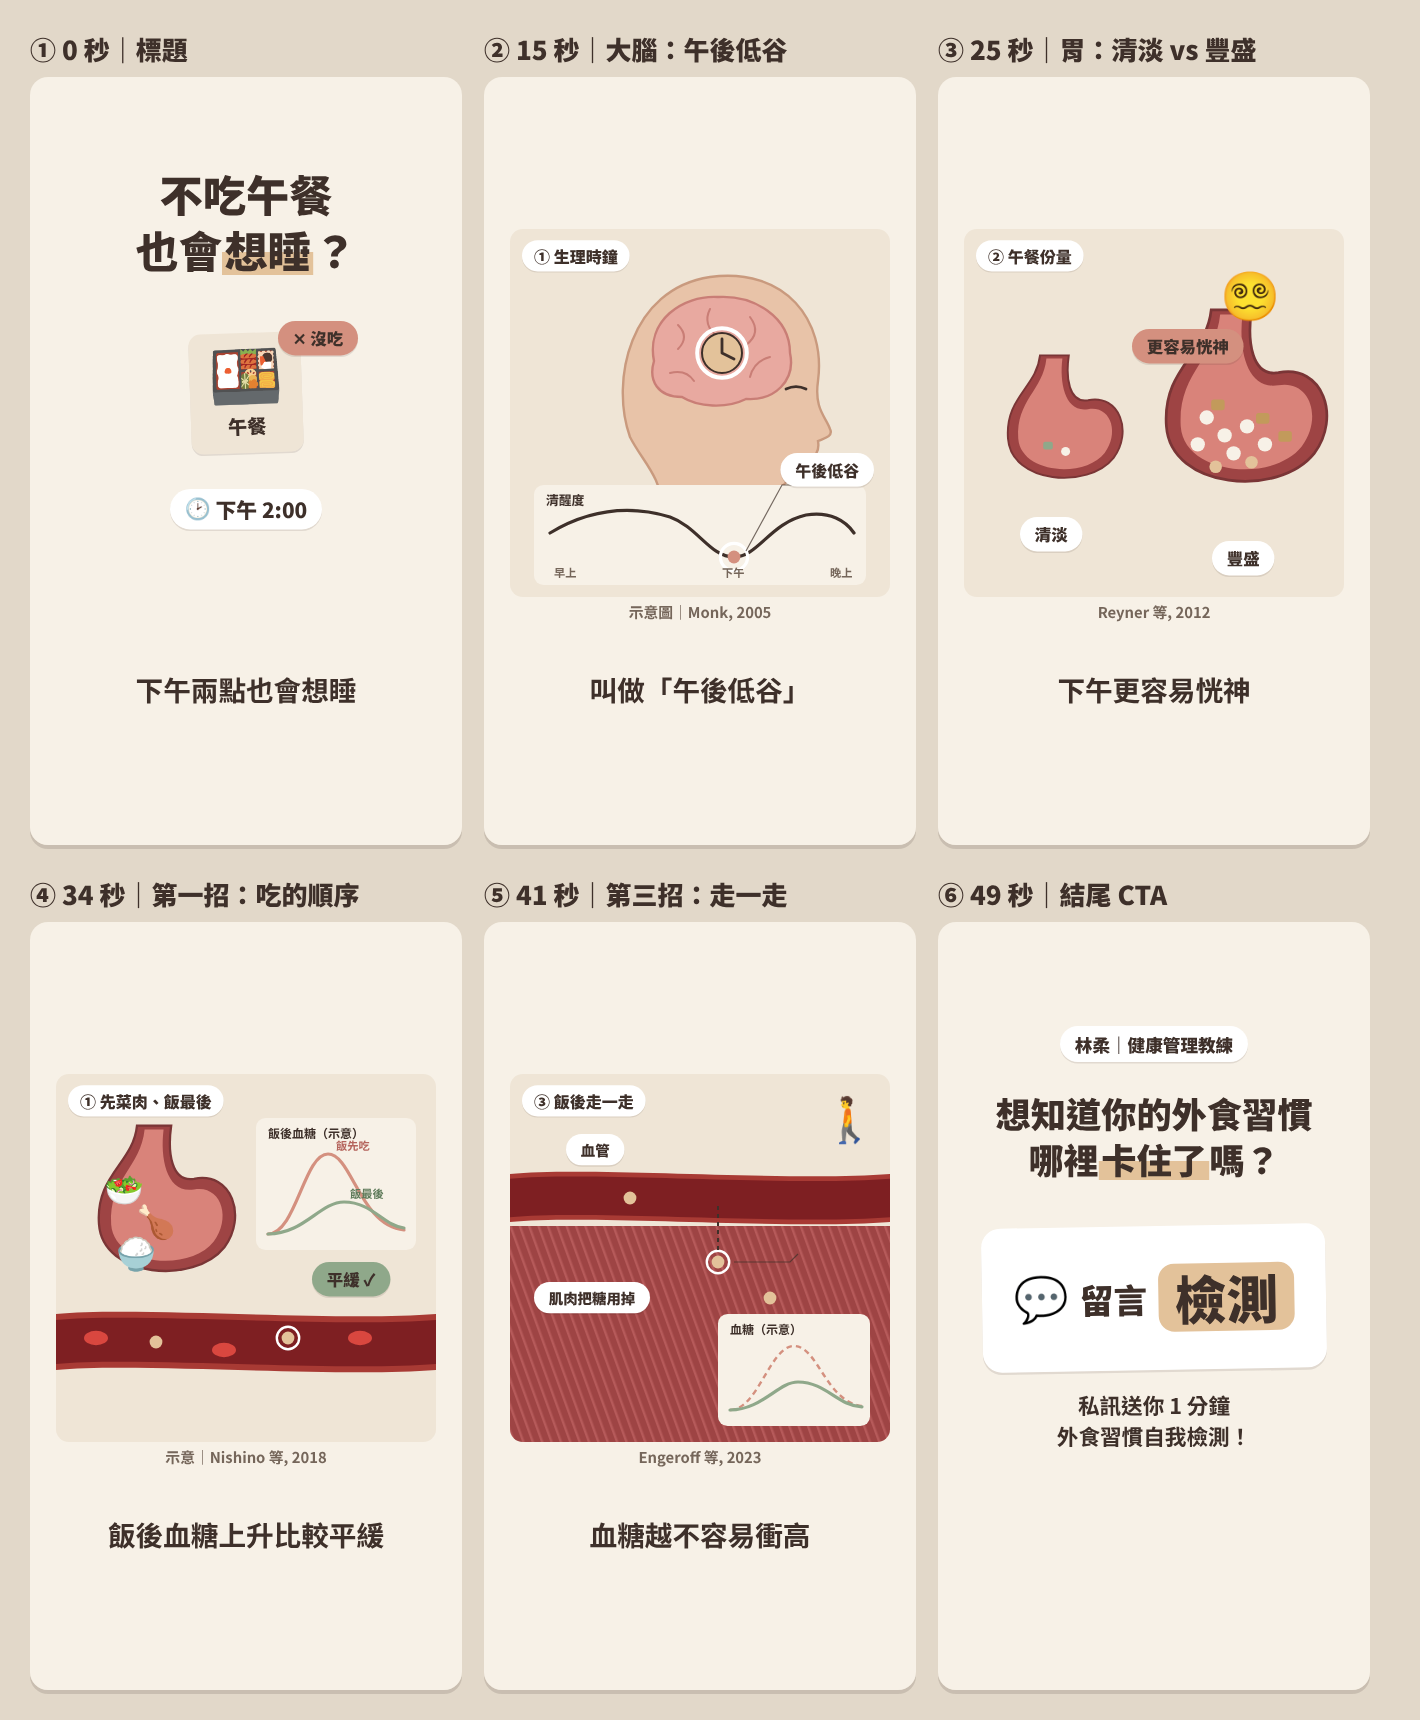 ① 0 秒｜標題
不吃午餐
也會想睡？
× 沒吃
午餐
下午 2:00
下午兩點也會想睡
② 15 秒｜大腦：午後低谷
① 生理時鐘
午後低谷
清醒度
早上
下午
晚上
示意圖｜Monk, 2005
叫做「午後低谷」
③ 25 秒｜胃：清淡 vs 豐盛
② 午餐份量
更容易恍神
清淡
豐盛
Reyner 等, 2012
下午更容易恍神
④ 34 秒｜第一招：吃的順序
① 先菜肉、飯最後
飯後血糖（示意）
飯先吃
飯最後
平緩 ✓
示意｜Nishino 等, 2018
飯後血糖上升比較平緩
⑤ 41 秒｜第三招：走一走
③ 飯後走一走
血管
肌肉把糖用掉
血糖（示意）
Engeroff 等, 2023
血糖越不容易衝高
⑥ 49 秒｜結尾 CTA
林柔｜健康管理教練
想知道你的外食習慣
哪裡卡住了嗎？
留言 檢測
私訊送你 1 分鐘
外食習慣自我檢測！